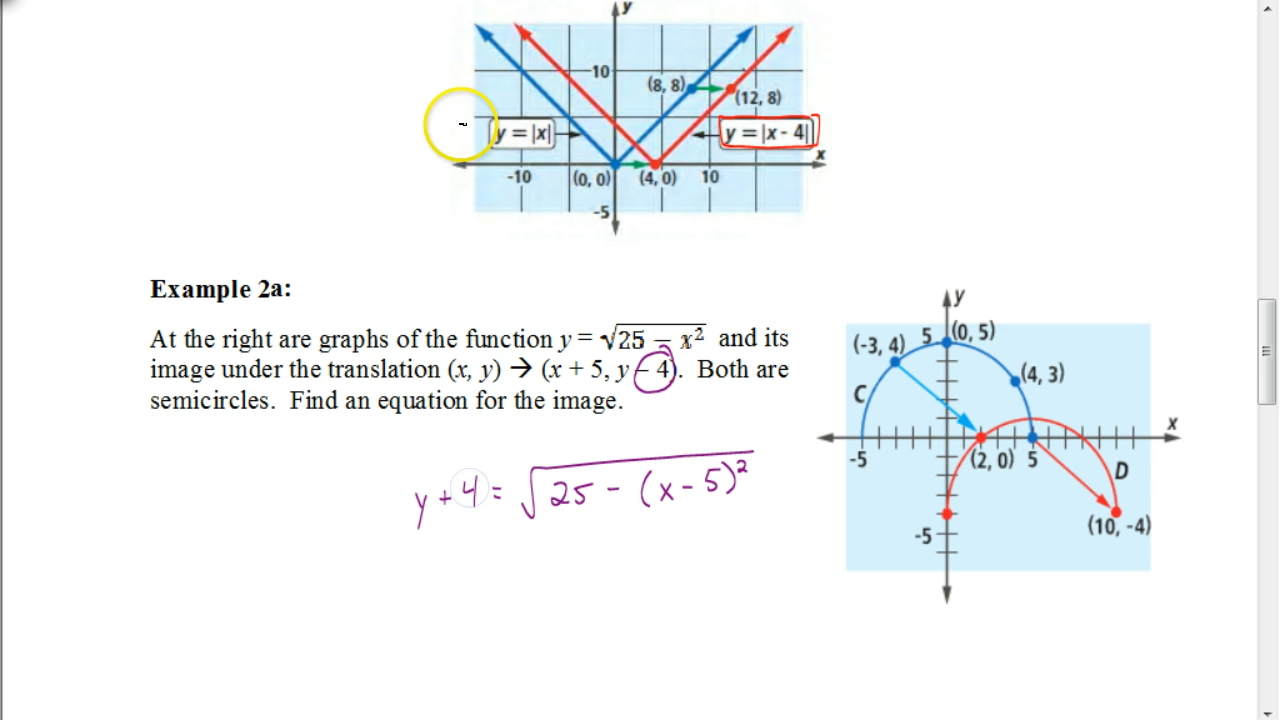 y
10
(8, 8)
(12, 8)
y = |x|
y = |x - 4|
x
-10
(0, 0)
(4, 0)
10
-5
Example 2a:
At the right are graphs of the function y = √25 − x² and its
image under the translation (x, y) → (x + 5, y − 4). Both are
semicircles. Find an equation for the image.
y + 4 = √25 - (x - 5)²
y
5
(0, 5)
(-3, 4)
(4, 3)
C
x
-5
(2, 0)
5
D
(10, -4)
-5